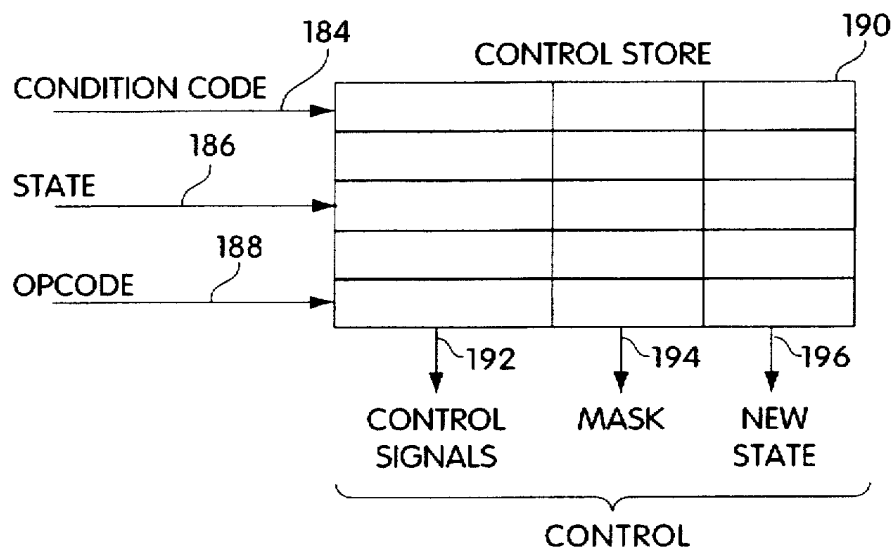 184
CONDITION CODE
CONTROL STORE
190
186
STATE
188
OPCODE
192
194
196
CONTROL
SIGNALS
MASK
NEW
STATE
CONTROL